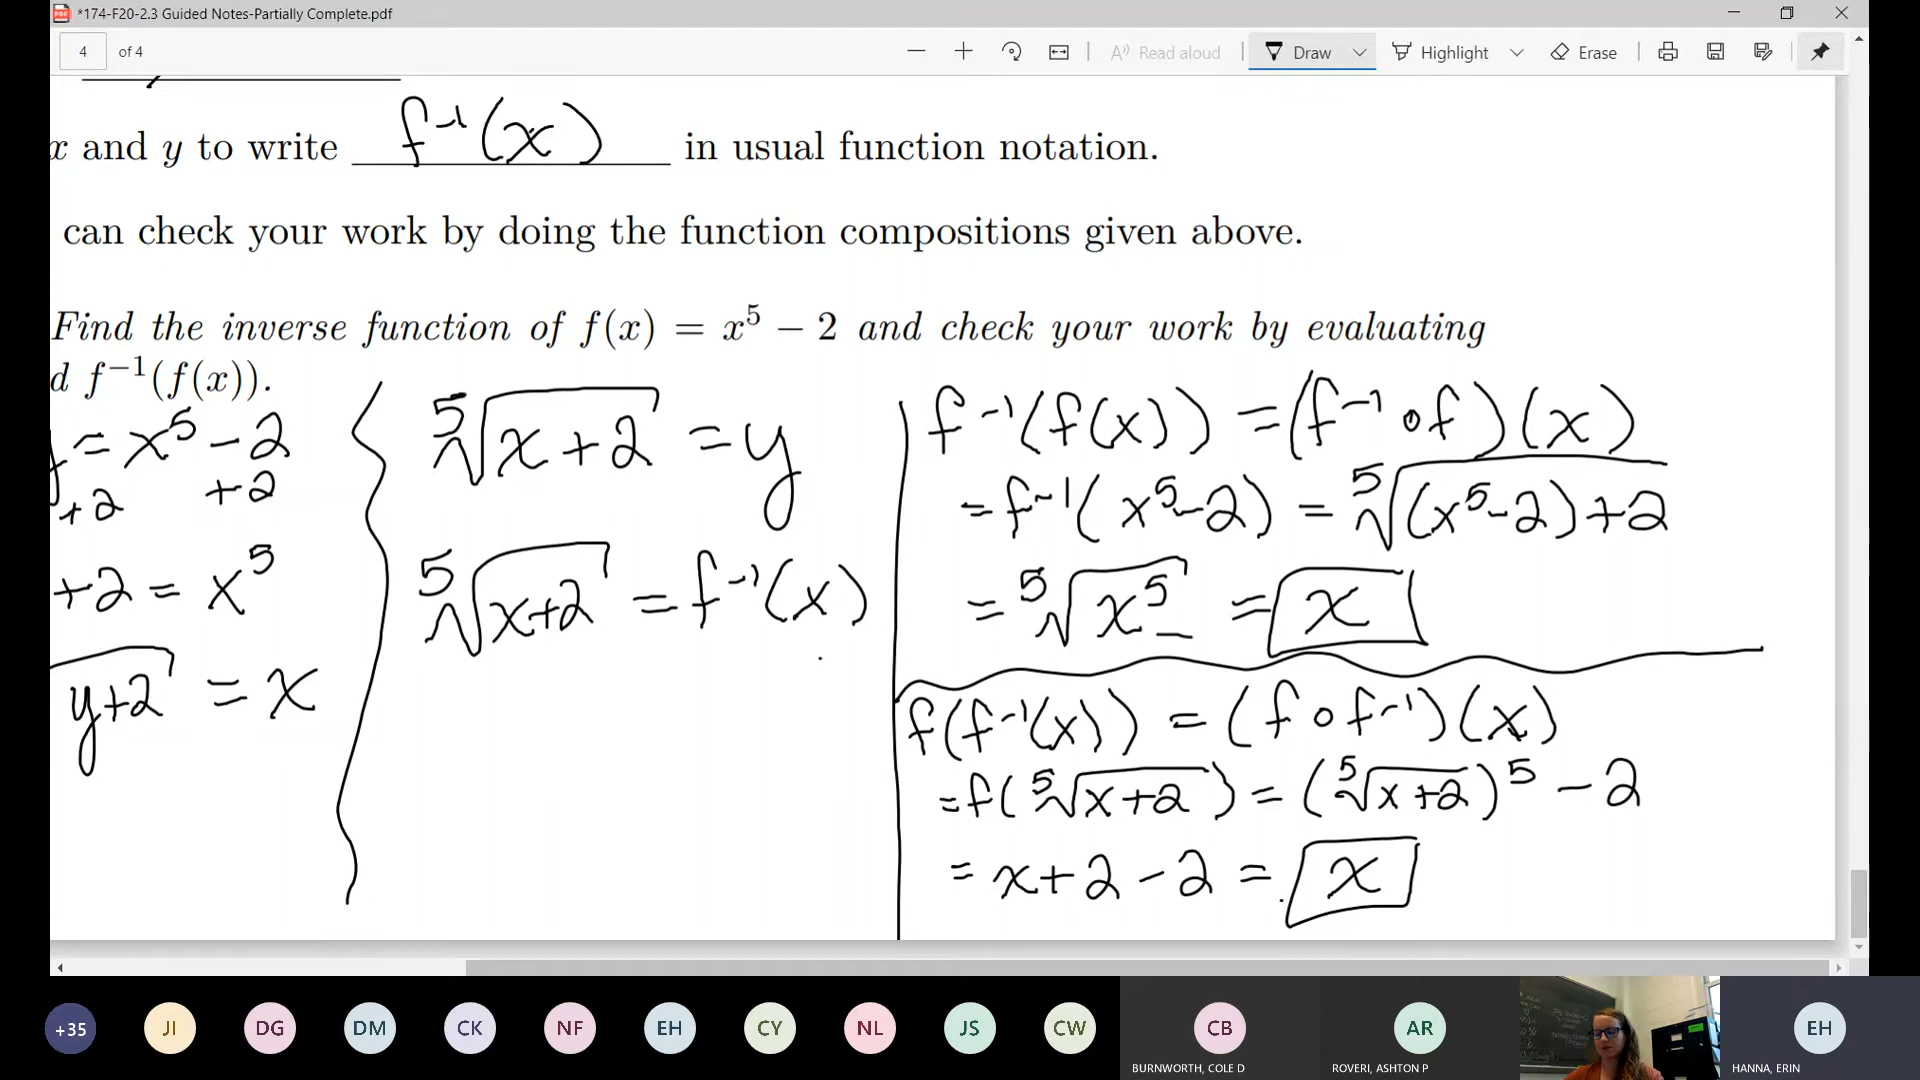 *174-F20-2.3 Guided Notes-Partially Complete.pdf
4 of 4 Read aloud Draw Highlight Erase
x and y to write f⁻¹(x) in usual function notation.
can check your work by doing the function compositions given above.
Find the inverse function of f(x) = x⁵ − 2 and check your work by evaluating
d f⁻¹(f(x)).
y = x⁵ − 2
+2 +2
+2 = x⁵
y+2 = x
⁵√(x+2) = y
⁵√(x+2) = f⁻¹(x)
f⁻¹(f(x)) = (f⁻¹∘f)(x)
= f⁻¹(x⁵−2) = ⁵√((x⁵−2)+2)
= ⁵√(x⁵) = x
f(f⁻¹(x)) = (f∘f⁻¹)(x)
= f(⁵√(x+2)) = (⁵√(x+2))⁵ − 2
= x+2−2 = x
+35 JI DG DM CK NF EH CY NL JS CW CB AR EH
BURNWORTH, COLE D ROVERI, ASHTON P HANNA, ERIN